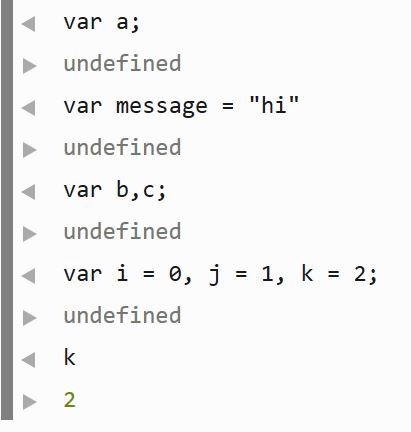 var a;
undefined
var message = "hi"
undefined
var b,c;
undefined
var i = 0, j = 1, k = 2;
undefined
k
2